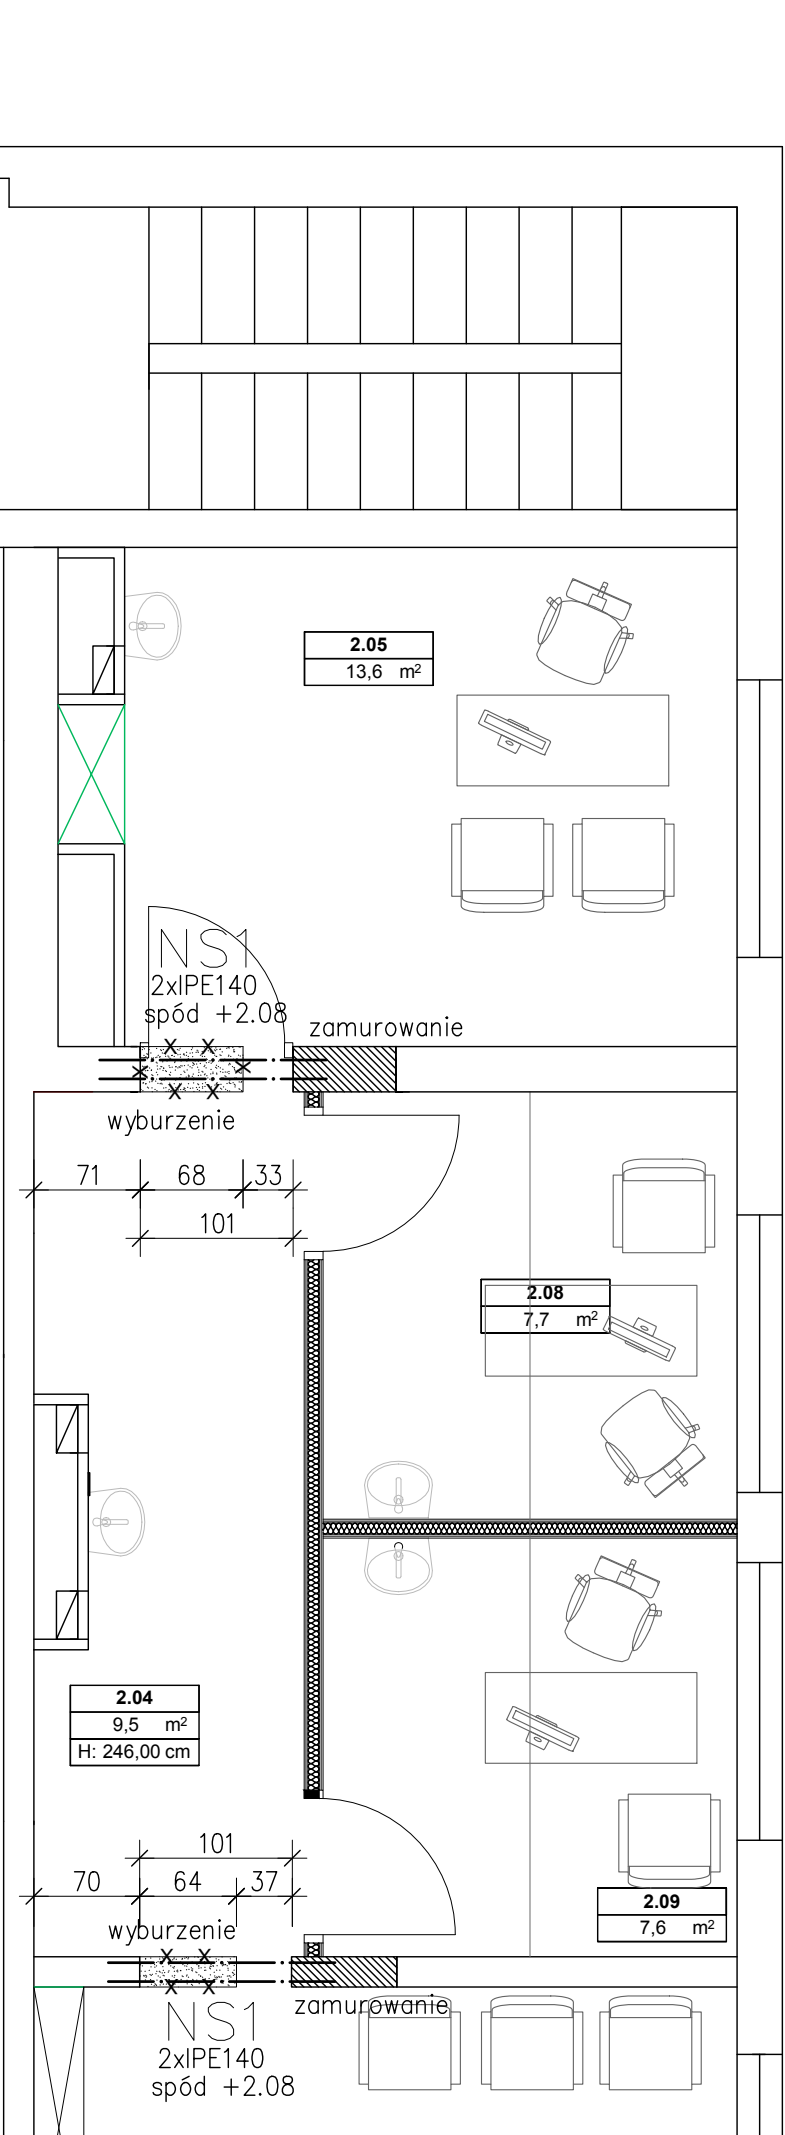 2.05
13,6 m²
NS1
2xIPE140
spód +2.08
zamurowanie
wyburzenie
71 68 33
101
2.08
7,7 m²
2.04
9,5 m²
H: 246,00 cm
101
70 64 37
2.09
7,6 m²
wyburzenie
zamurowanie
NS1
2xIPE140
spód +2.08